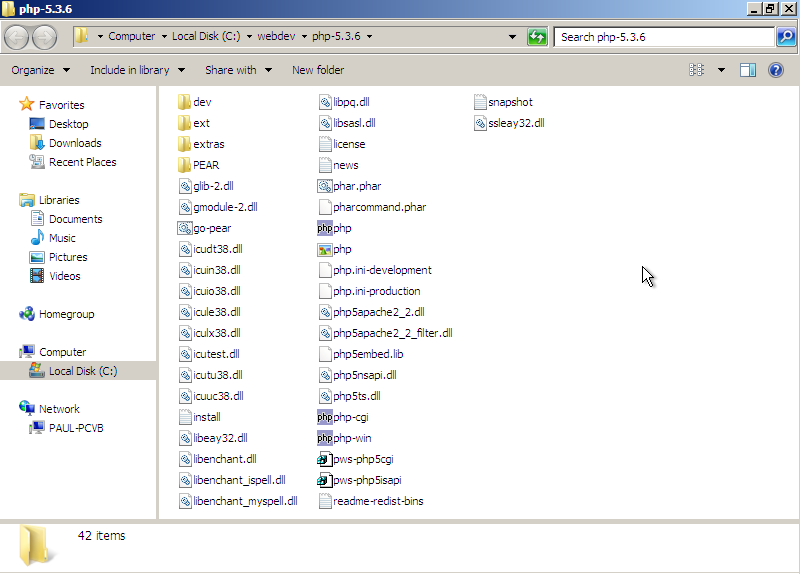 php-5.3.6
Computer Local Disk (C:) webdev php-5.3.6
Search php-5.3.6
Organize Include in library Share with New folder
Favorites
Desktop
Downloads
Recent Places
Libraries
Documents
Music
Pictures
Videos
Homegroup
Computer
Local Disk (C:)
Network
PAUL-PCVB
dev
ext
extras
PEAR
glib-2.dll
gmodule-2.dll
go-pear
icudt38.dll
icuin38.dll
icuio38.dll
icule38.dll
iculx38.dll
icutest.dll
icutu38.dll
icuuc38.dll
install
libeay32.dll
libenchant.dll
libenchant_ispell.dll
libenchant_myspell.dll
libpq.dll
libsasl.dll
license
news
phar.phar
pharcommand.phar
php php
php
php.ini-development
php.ini-production
php5apache2_2.dll
php5apache2_2_filter.dll
php5embed.lib
php5nsapi.dll
php5ts.dll
php php-cgi
php php-win
pws-php5cgi
pws-php5isapi
readme-redist-bins
snapshot
ssleay32.dll
42 items